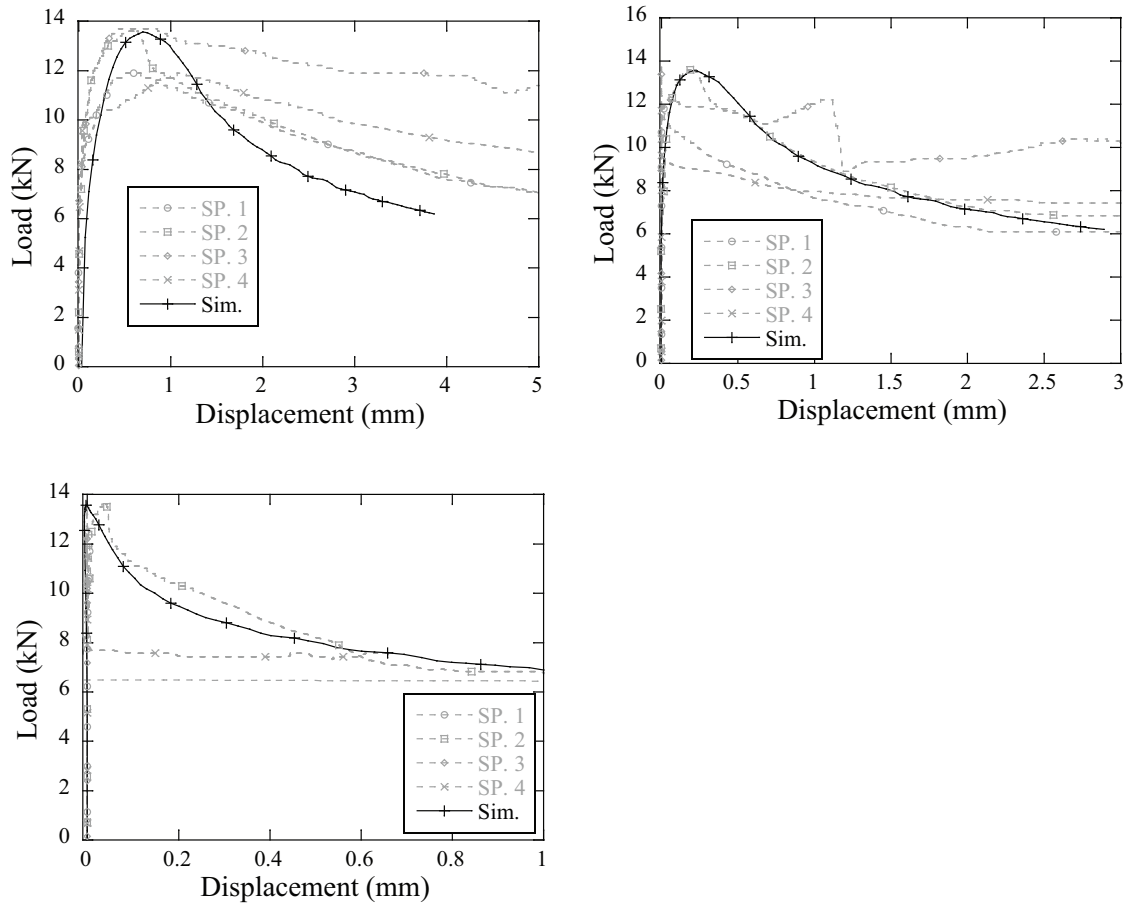 14
12
10
8
6
4
2
0
Load (kN)
SP. 1
SP. 2
SP. 3
SP. 4
Sim.
0 1 2 3 4 5
Displacement (mm)
16
14
12
10
8
6
4
2
0
Load (kN)
SP. 1
SP. 2
SP. 3
SP. 4
Sim.
0 0.5 1 1.5 2 2.5 3
Displacement (mm)
14
12
10
8
6
4
2
0
Load (kN)
SP. 1
SP. 2
SP. 3
SP. 4
Sim.
0 0.2 0.4 0.6 0.8 1
Displacement (mm)